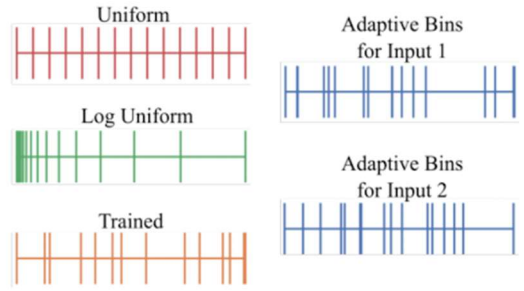 Uniform
Log Uniform
Trained
Adaptive Bins
for Input 1
Adaptive Bins
for Input 2